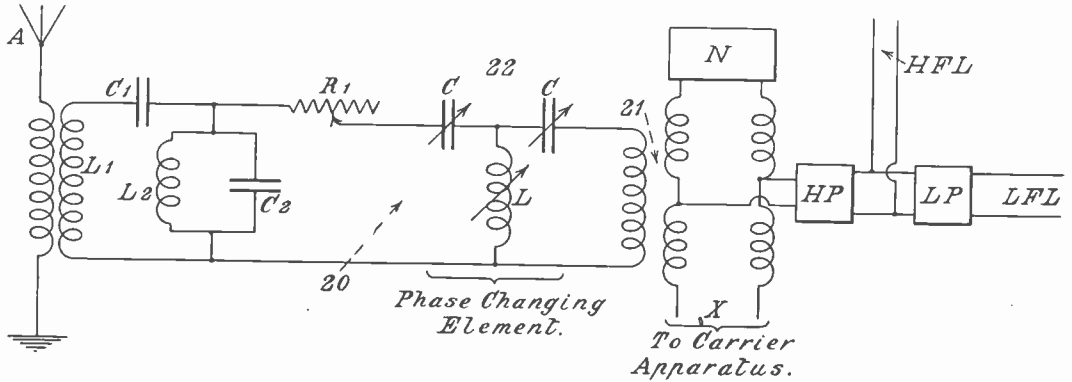 A
N
HFL
22
C1
R1
C
C
21
L1
L2
C2
L
HP
LP
LFL
20
Phase Changing
Element.
X
To Carrier
Apparatus.